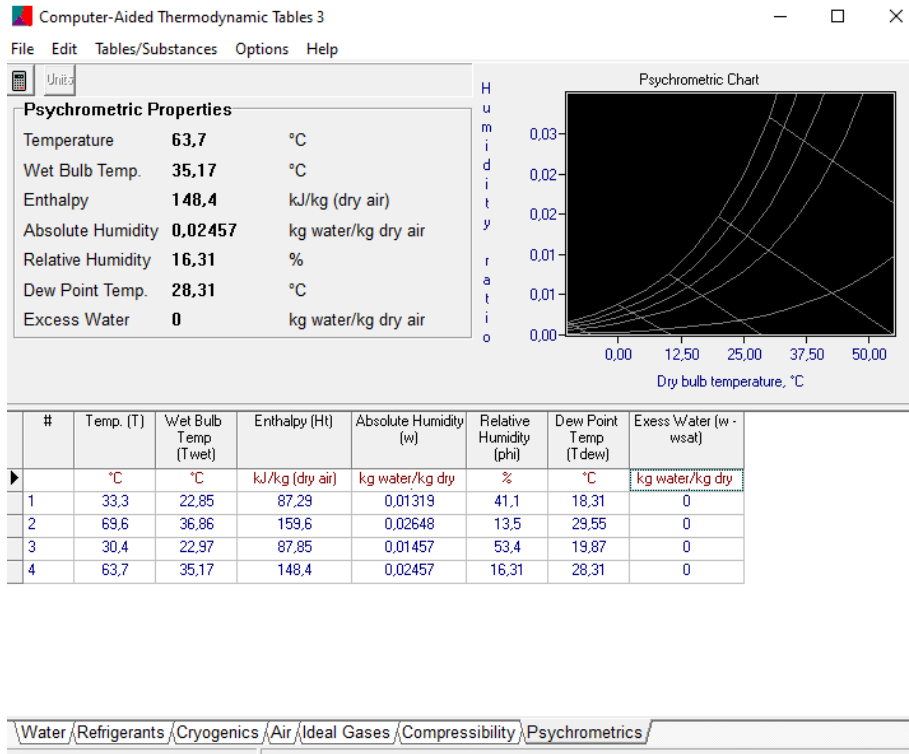 Computer-Aided Thermodynamic Tables 3
File Edit Tables/Substances Options Help
Units
Psychrometric Properties
Temperature 63,7 °C
Wet Bulb Temp. 35,17 °C
Enthalpy 148,4 kJ/kg (dry air)
Absolute Humidity 0,02457 kg water/kg dry air
Relative Humidity 16,31 %
Dew Point Temp. 28,31 °C
Excess Water 0 kg water/kg dry air
Psychrometric Chart
Humidity ratio
0,03
0,02
0,02
0,01
0,01
0,00
0,00 12,50 25,00 37,50 50,00
Dry bulb temperature, °C
# Temp. (T) Wet Bulb Temp (Twet) Enthalpy (Ht) Absolute Humidity (w) Relative Humidity (phi) Dew Point Temp (Tdew) Exess Water (w - wsat)
°C °C kJ/kg (dry air) kg water/kg dry % °C kg water/kg dry
1 33,3 22,85 87,29 0,01319 41,1 18,31 0
2 69,6 36,86 159,6 0,02648 13,5 29,55 0
3 30,4 22,97 87,85 0,01457 53,4 19,87 0
4 63,7 35,17 148,4 0,02457 16,31 28,31 0
Water Refrigerants Cryogenics Air Ideal Gases Compressibility Psychrometrics